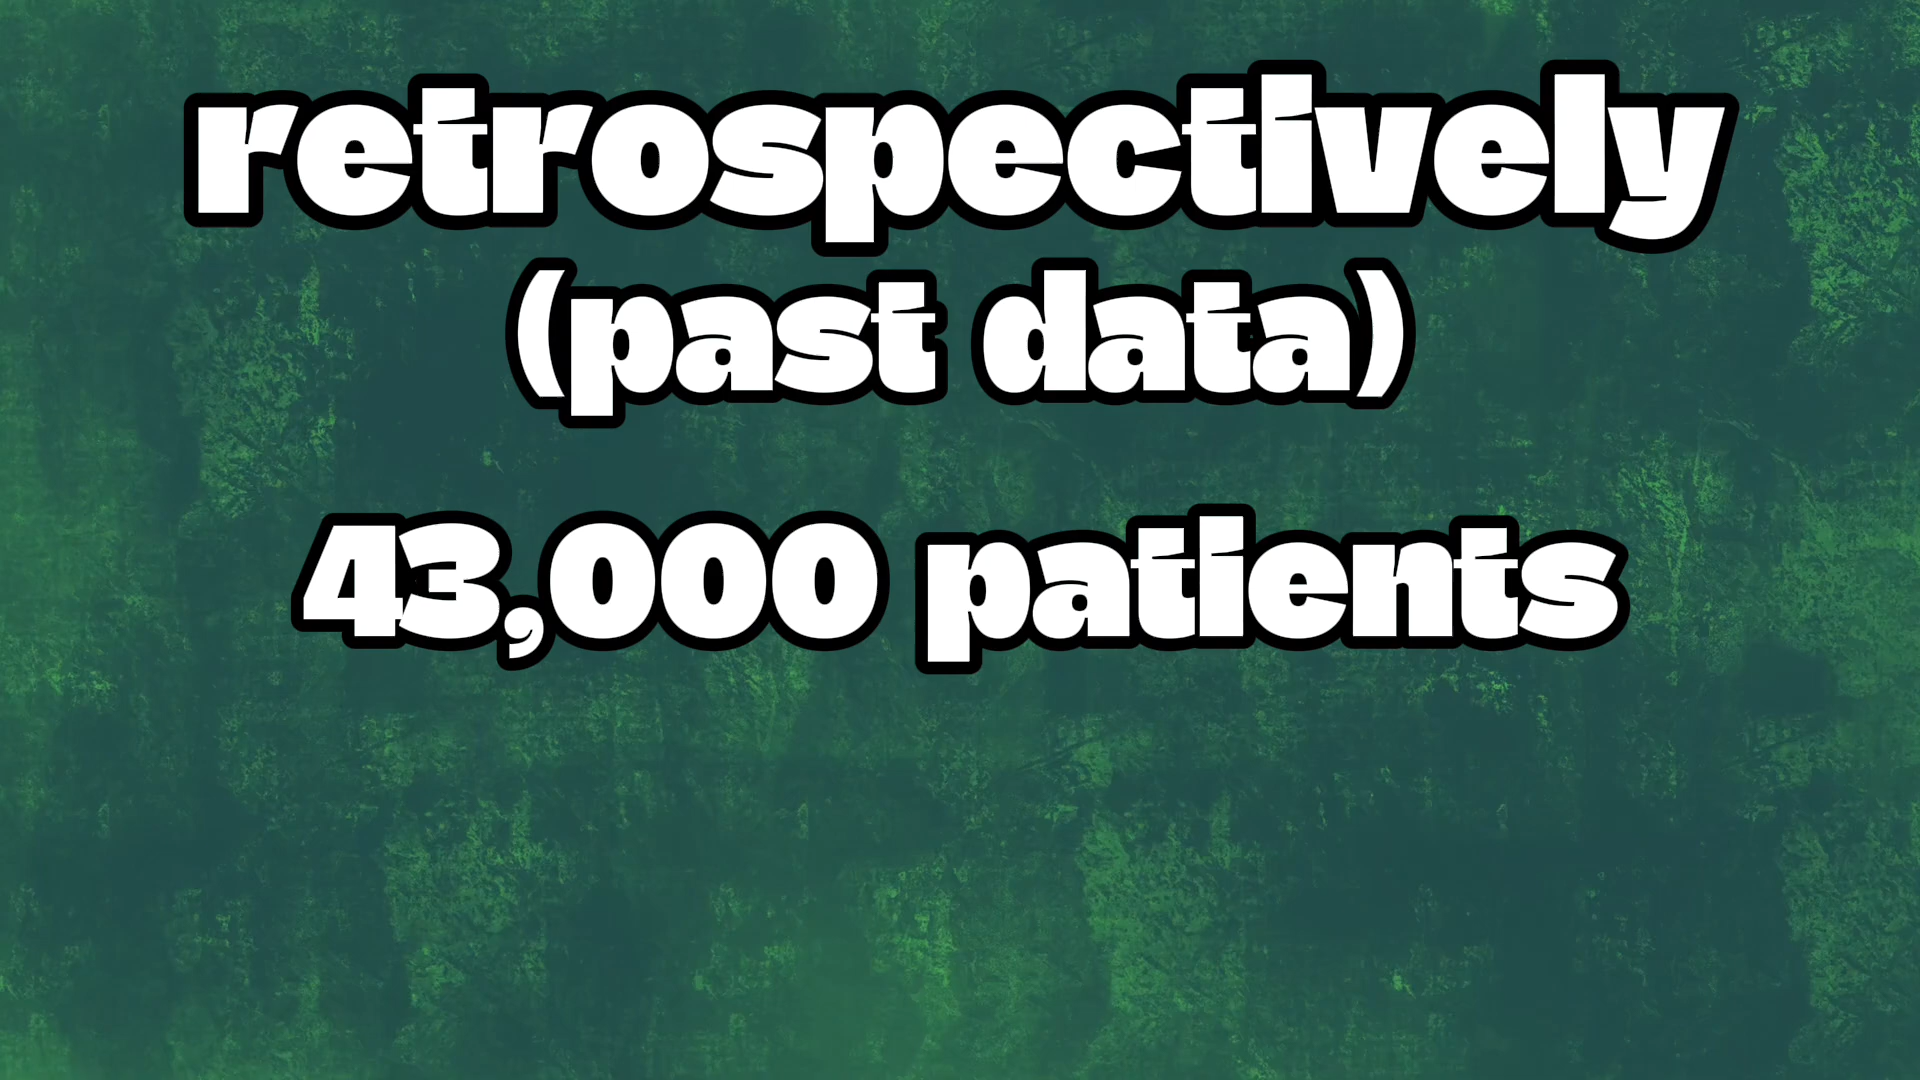 retrospectively
(past data)
43,000 patients